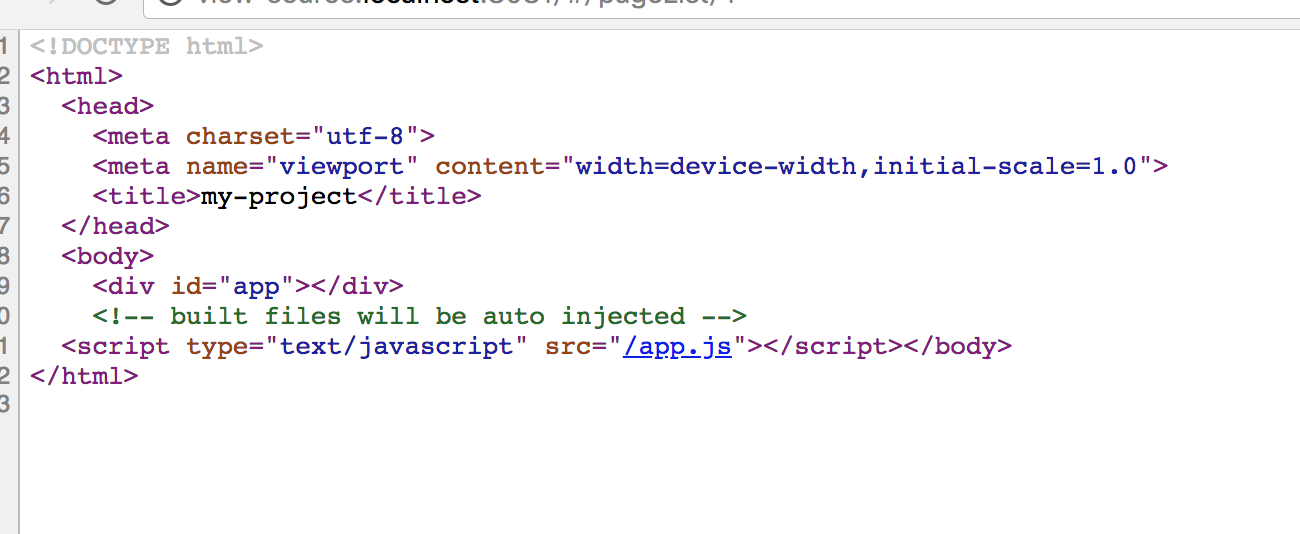 1 <!DOCTYPE html>
2 <html>
3 <head>
4 <meta charset="utf-8">
5 <meta name="viewport" content="width=device-width,initial-scale=1.0">
6 <title>my-project</title>
7 </head>
8 <body>
9 <div id="app"></div>
0 <!-- built files will be auto injected -->
1 <script type="text/javascript" src="/app.js"></script></body>
2 </html>
3